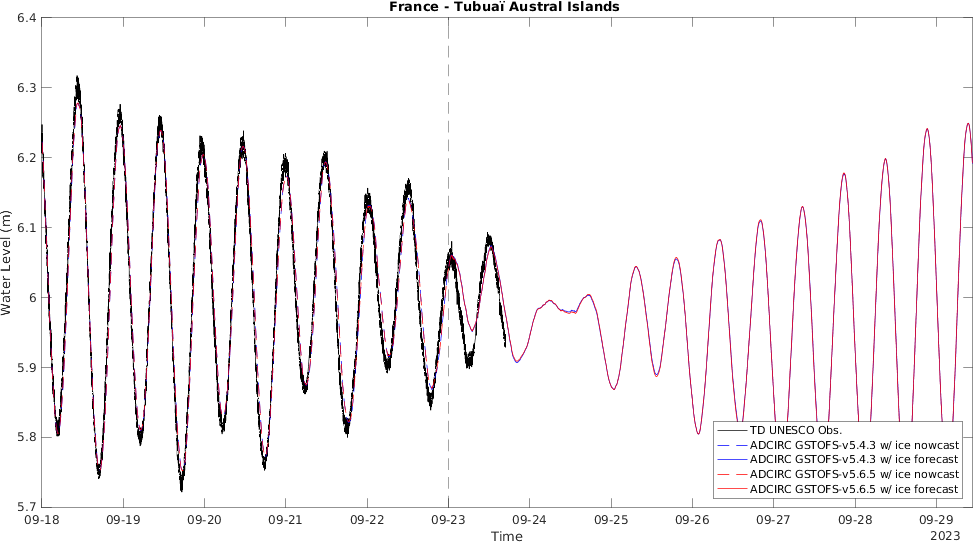 France - Tubuaï Austral Islands
6.4
6.3
6.2
6.1
6
5.9
5.8
5.7
Water Level (m)
TD UNESCO Obs.
ADCIRC GSTOFS-v5.4.3 w/ ice nowcast
ADCIRC GSTOFS-v5.4.3 w/ ice forecast
ADCIRC GSTOFS-v5.6.5 w/ ice nowcast
ADCIRC GSTOFS-v5.6.5 w/ ice forecast
09-18 09-19 09-20 09-21 09-22 09-23 09-24 09-25 09-26 09-27 09-28 09-29
Time
2023